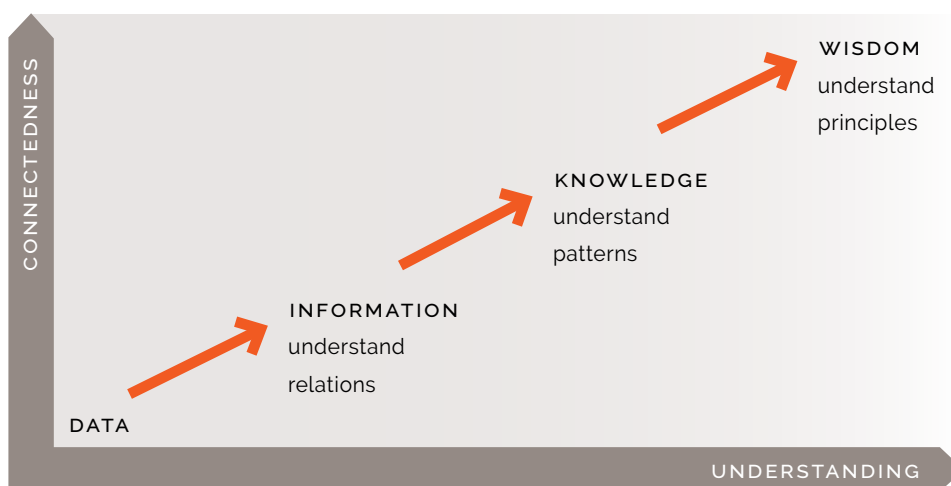 CONNECTEDNESS
WISDOM
understand
principles
KNOWLEDGE
understand
patterns
INFORMATION
understand
relations
DATA
UNDERSTANDING